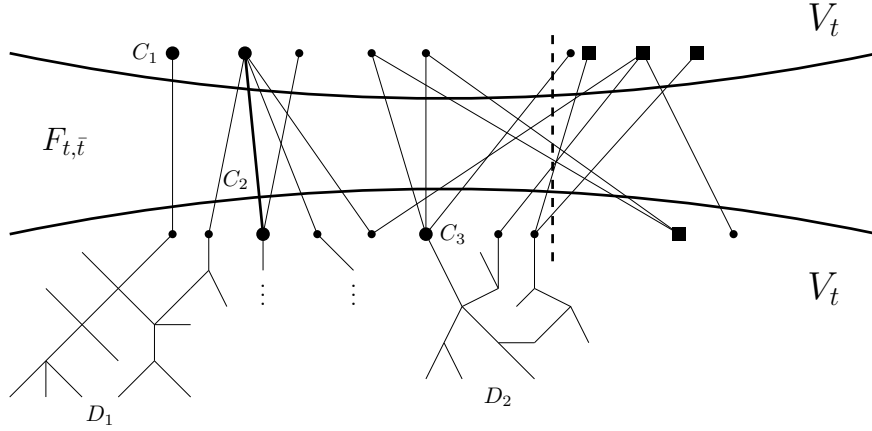 V_t
C_1
F_{t,\bar{t}}
C_2
C_3
V_t
D_1
D_2